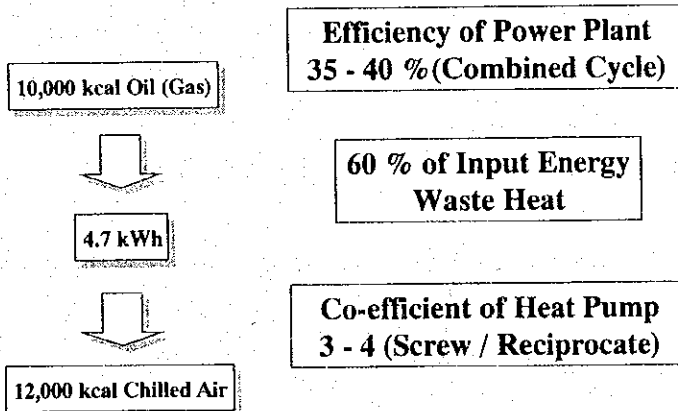 Efficiency of Power Plant
35 - 40 % (Combined Cycle)
10,000 kcal Oil (Gas)
60 % of Input Energy
Waste Heat
4.7 kWh
Co-efficient of Heat Pump
3 - 4 (Screw / Reciprocate)
12,000 kcal Chilled Air